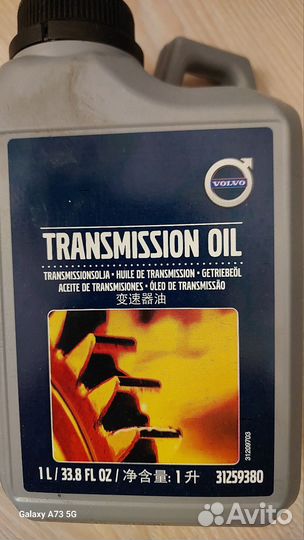 VOLVO
TRANSMISSION OIL
TRANSMISSIONSOLJA • HUILE DE TRANSMISSION • GETRIEBEÖL
ACEITE DE TRANSMISIONES • ÓLEO DE TRANSMISSÃO
变速器油
31209703
1 L / 33.8 FL OZ / 净含量: 1 升 31259380
Galaxy A73 5G
Avito